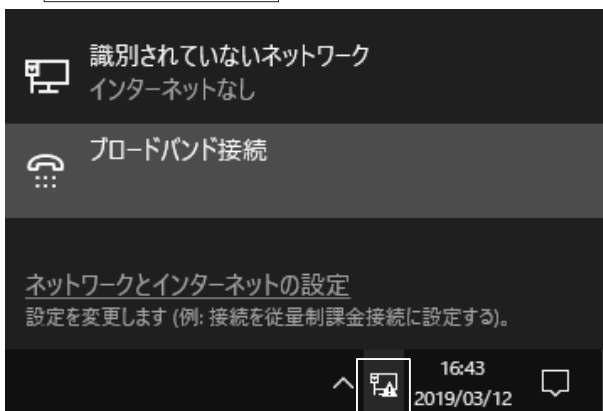 識別されていないネットワーク
インターネットなし
ブロードバンド接続
ネットワークとインターネットの設定
設定を変更します (例: 接続を従量制課金接続に設定する)。
16:43
2019/03/12